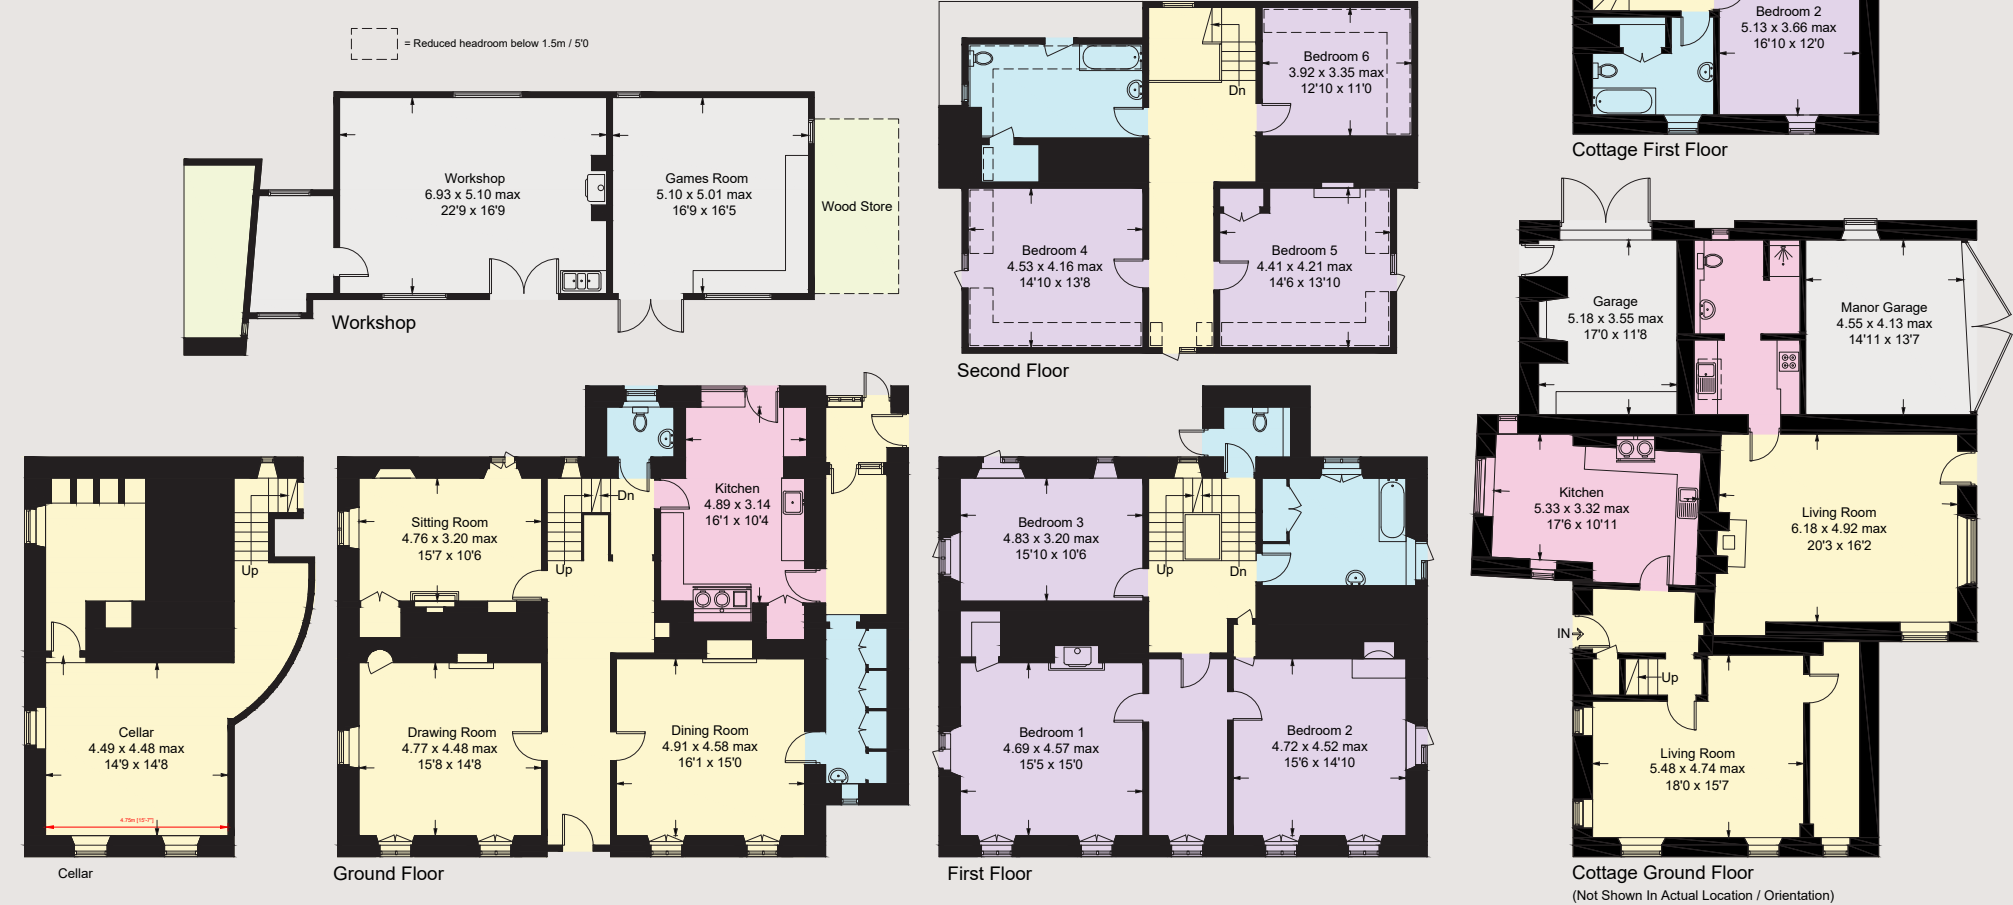 = Reduced headroom below 1.5m / 5'0
Workshop
6.93 x 5.10 max
22'9 x 16'9
Games Room
5.10 x 5.01 max
16'9 x 16'5
Wood Store
Workshop
Bedroom 6
3.92 x 3.35 max
12'10 x 11'0
Dn
Bedroom 4
4.53 x 4.16 max
14'10 x 13'8
Bedroom 5
4.41 x 4.21 max
14'6 x 13'10
Second Floor
Bedroom 2
5.13 x 3.66 max
16'10 x 12'0
Cottage First Floor
Garage
5.18 x 3.55 max
17'0 x 11'8
Manor Garage
4.55 x 4.13 max
14'11 x 13'7
Kitchen
5.33 x 3.32 max
17'6 x 10'11
Living Room
6.18 x 4.92 max
20'3 x 16'2
IN
Up
Living Room
5.48 x 4.74 max
18'0 x 15'7
Cottage Ground Floor
(Not Shown In Actual Location / Orientation)
Up
Cellar
4.49 x 4.48 max
14'9 x 14'8
4.75m [15'-7"]
Cellar
Sitting Room
4.76 x 3.20 max
15'7 x 10'6
Dn
Up
Kitchen
4.89 x 3.14
16'1 x 10'4
Drawing Room
4.77 x 4.48 max
15'8 x 14'8
Dining Room
4.91 x 4.58 max
16'1 x 15'0
Ground Floor
Bedroom 3
4.83 x 3.20 max
15'10 x 10'6
Up
Dn
Bedroom 1
4.69 x 4.57 max
15'5 x 15'0
Bedroom 2
4.72 x 4.52 max
15'6 x 14'10
First Floor